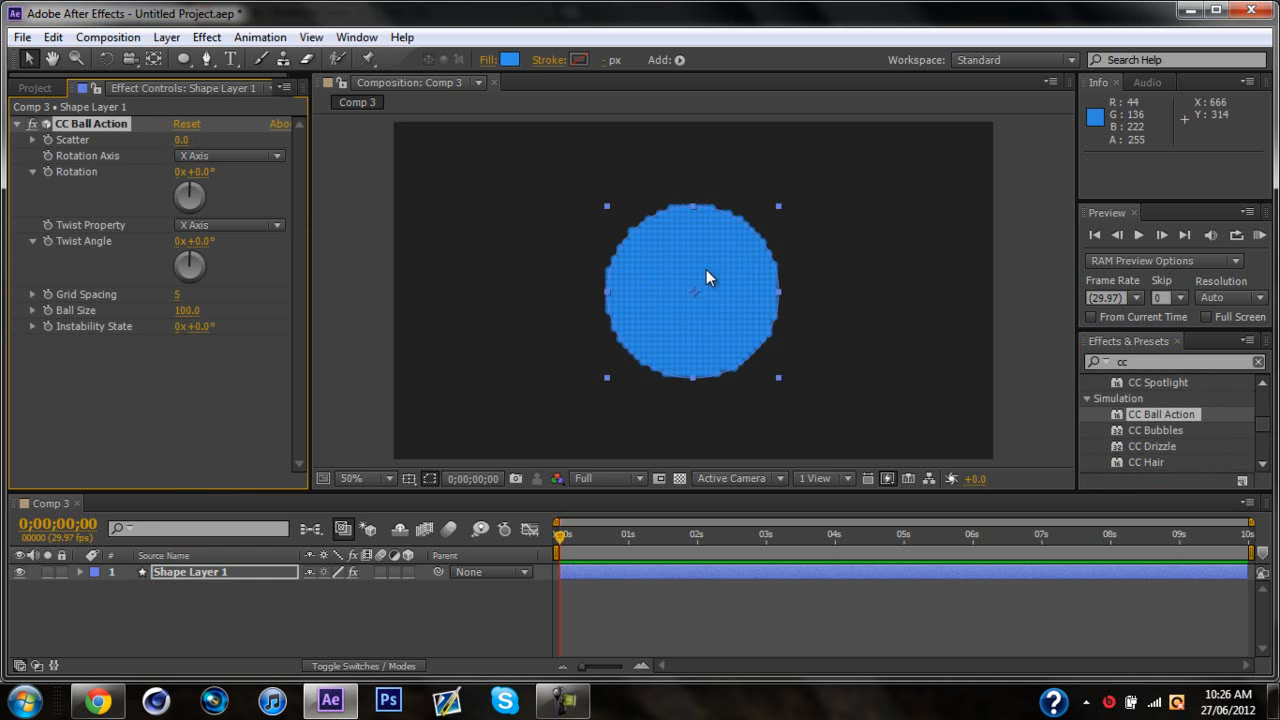 Ae Adobe After Effects - Untitled Project.aep *
File Edit Composition Layer Effect Animation View Window Help
T Fill: Stroke: - px Add: Workspace: Standard Search Help
Project Effect Controls: Shape Layer 1 Composition: Comp 3 Info Audio
Comp 3 • Shape Layer 1 Comp 3
CC Ball Action Reset Abo
Scatter 0.0
Rotation Axis X Axis
Rotation 0x+0.0°
Twist Property X Axis
Twist Angle 0x+0.0°
Grid Spacing 5
Ball Size 100.0
Instability State 0x+0.0°
R: 44 X: 666
G: 136 Y: 314
B: 222
A: 255
Preview
RAM Preview Options
Frame Rate Skip Resolution
(29.97) 0 Auto
From Current Time Full Screen
Effects & Presets
cc
CC Spotlight
Simulation
CC Ball Action
CC Bubbles
CC Drizzle
CC Hair
50% 0;00;00;00 Full Active Camera 1 View +0.0
Comp 3
0;00;00;00
00000 (29.97 fps)
# Source Name fx Parent
1 Shape Layer 1 fx None
00s 01s 02s 03s 04s 05s 06s 07s 08s 09s 10s
Toggle Switches / Modes
Ae Ps S ? 10:26 AM
27/06/2012